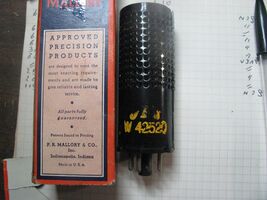 APPROVED
PRECISION
PRODUCTS
are designed to meet the
most exacting require-
ments and are made to
give reliable and lasting
service.
All parts fully
guaranteed.
Patents Issued or Pending
P. R. MALLORY & CO.
Inc.
Indianapolis, Indiana
Made in U.S.A.
W 42520